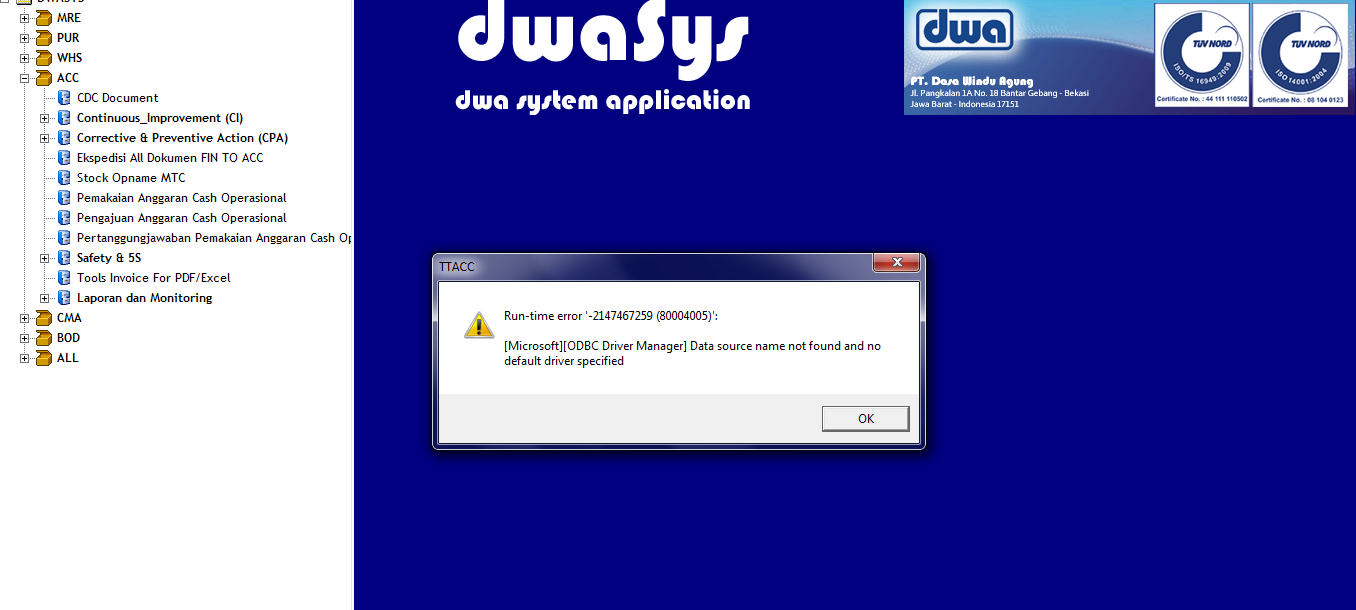 DWASYS
MRE
PUR
WHS
ACC
CDC Document
Continuous_Improvement (CI)
Corrective & Preventive Action (CPA)
Ekspedisi All Dokumen FIN TO ACC
Stock Opname MTC
Pemakaian Anggaran Cash Operasional
Pengajuan Anggaran Cash Operasional
Pertanggungjawaban Pemakaian Anggaran Cash Op
Safety & 5S
Tools Invoice For PDF/Excel
Laporan dan Monitoring
CMA
BOD
ALL
dwaSys
dwa system application
dwa
PT. Dasa Windu Agung
Jl. Pangkalan 1A No. 18 Bantar Gebang - Bekasi
Jawa Barat - Indonesia 17151
TUV NORD
ISO/TS 16949:2009
Certificate No. : 44 111 110502
TUV NORD
ISO 14001:2004
Certificate No. : 08 104 0123
TTACC
Run-time error '-2147467259 (80004005)':
[Microsoft][ODBC Driver Manager] Data source name not found and no
default driver specified
OK